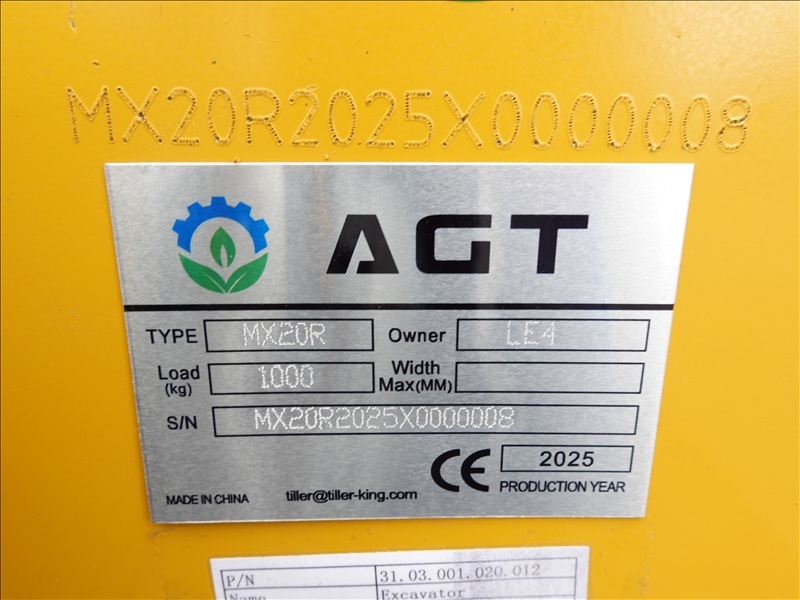 MX20R2025X0000008
AGT
TYPE MX20R Owner LE4
Load (kg) 1000 Width Max(MM)
S/N MX20R2025X0000008
CE 2025
MADE IN CHINA tiller@tiller-king.com PRODUCTION YEAR
P/N 31.03.001.020.012
Name Excavator